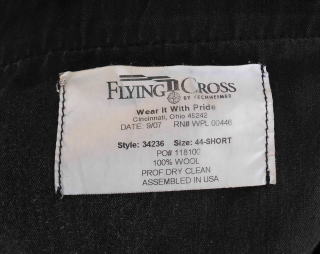 FLYING CROSS
BY FECHHEIMER
Wear It With Pride
Cincinnati, Ohio 45242
DATE: 9/07 RN# WPL 00446
Style: 34236 Size: 44-SHORT
PO# 118100
100% WOOL
PROF DRY CLEAN
ASSEMBLED IN USA